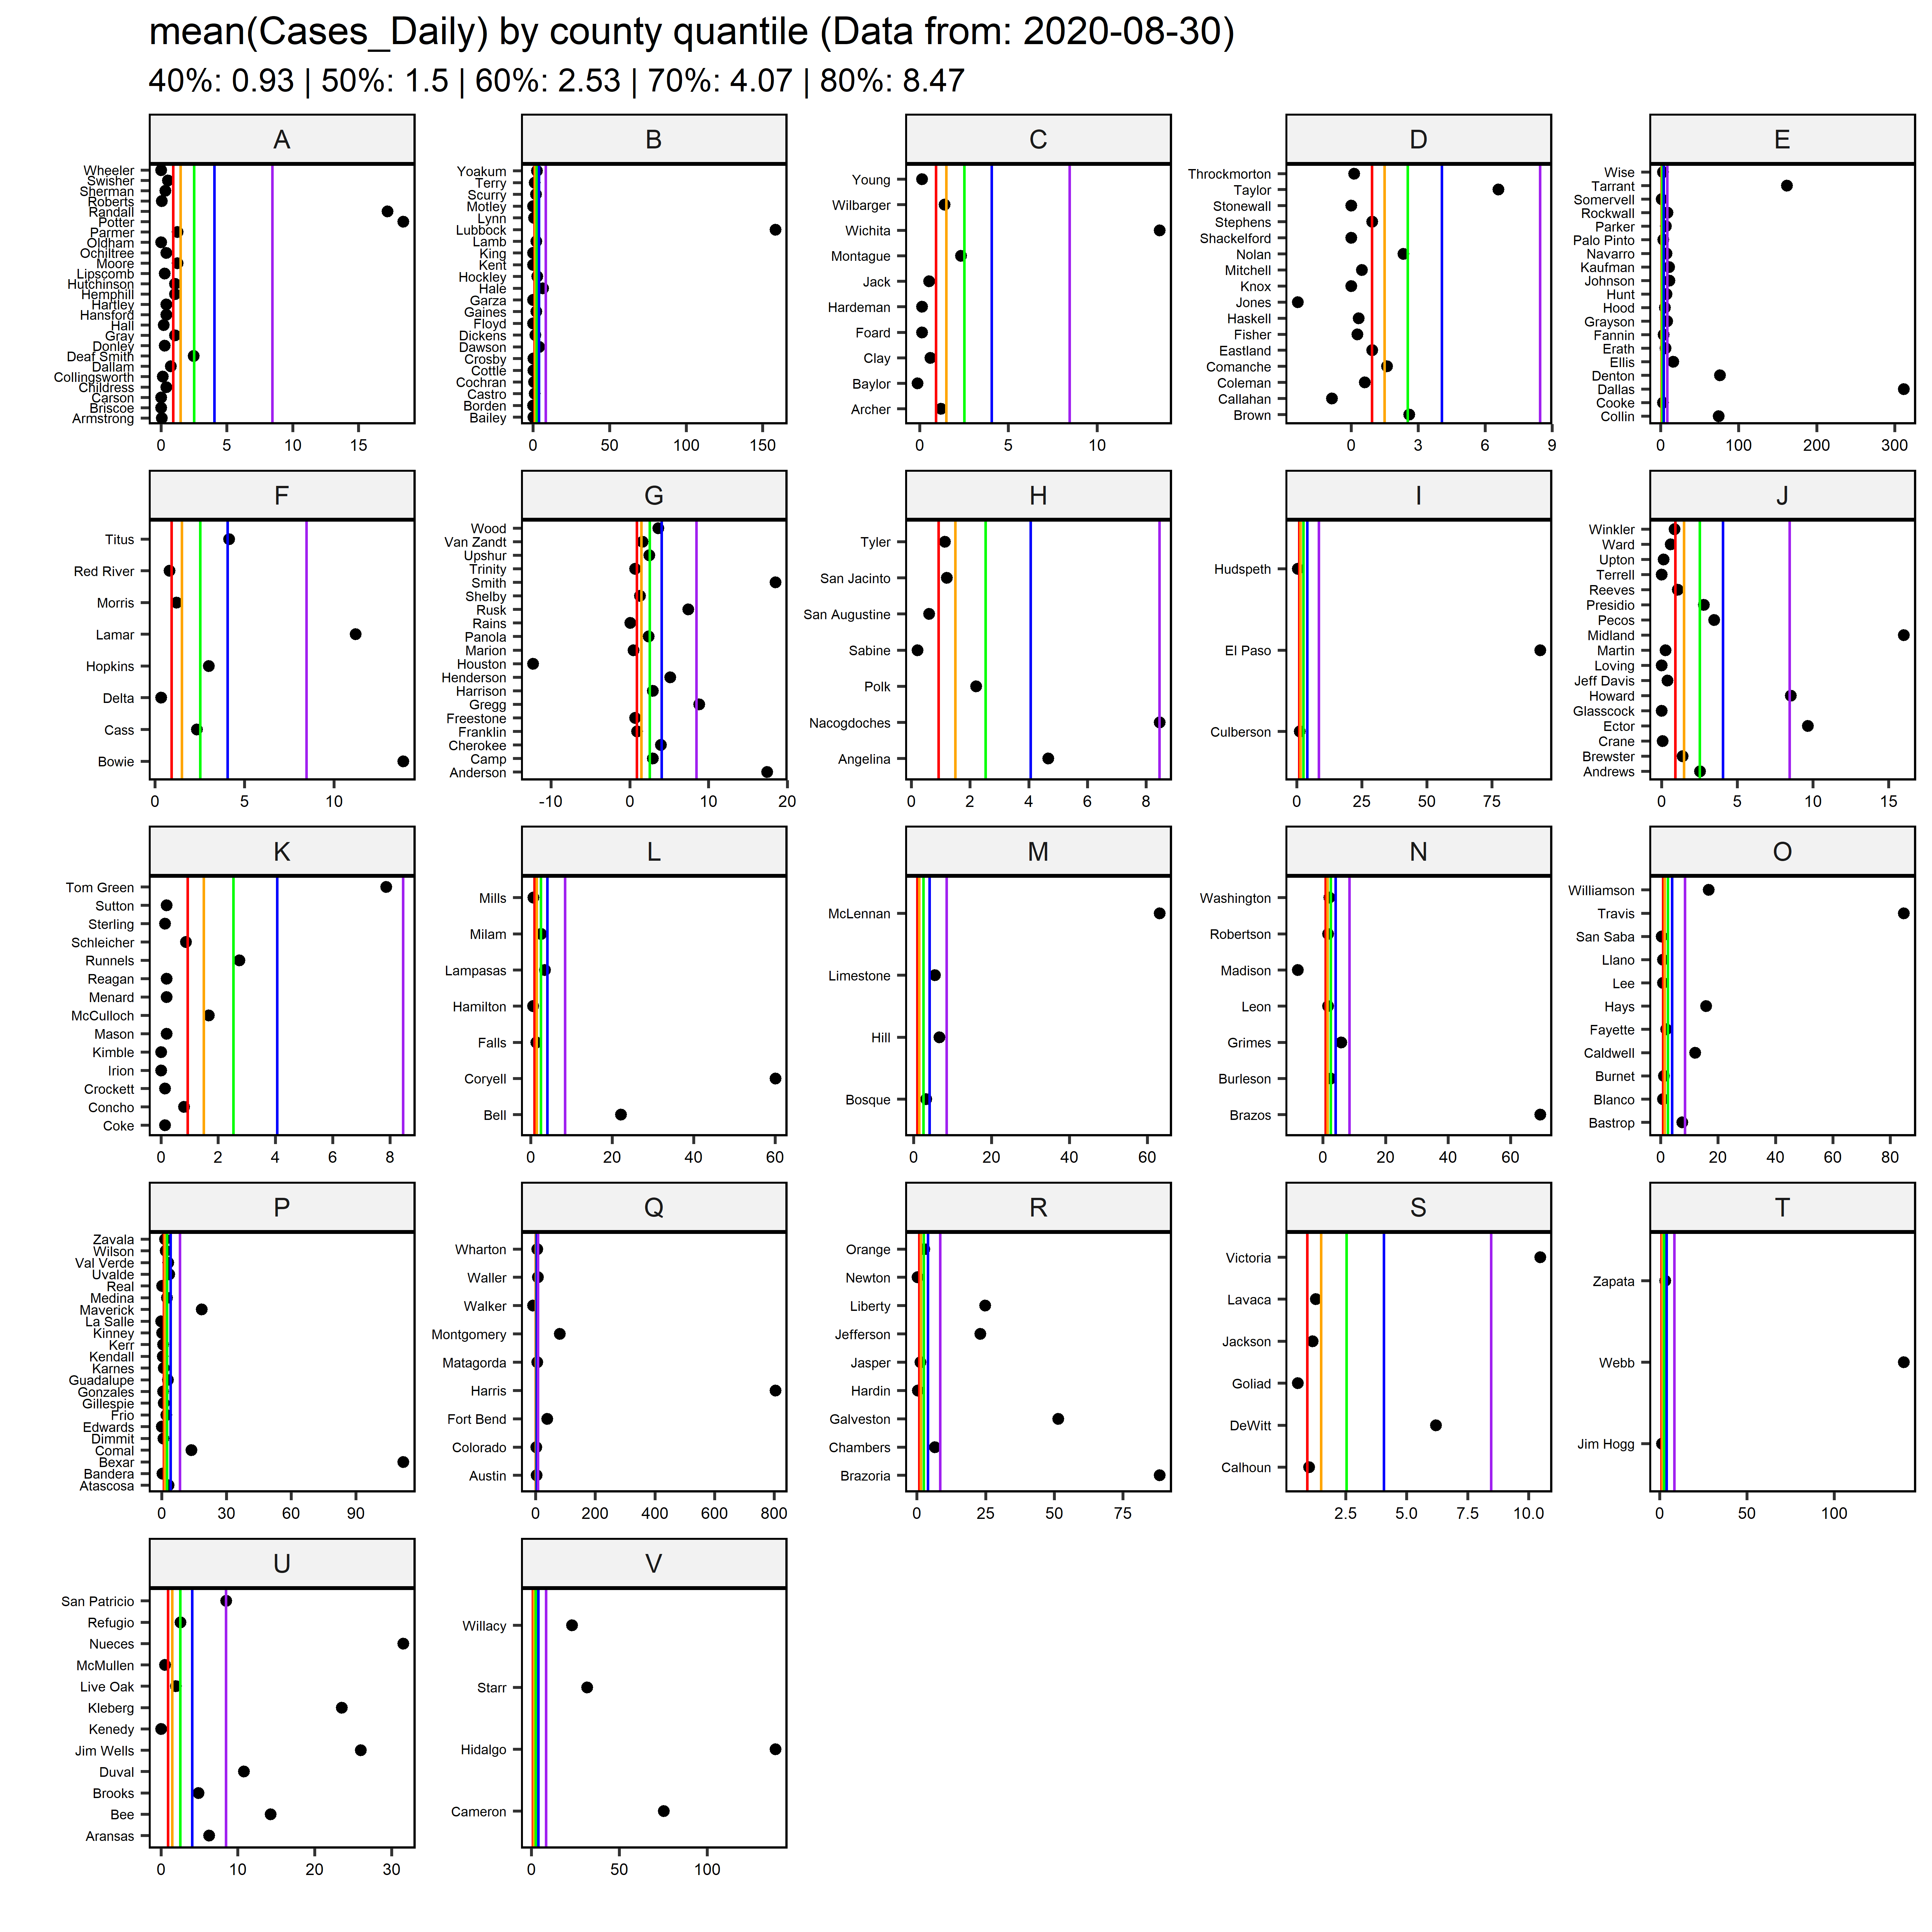 mean(Cases_Daily) by county quantile (Data from: 2020-08-30)
40%: 0.93 | 50%: 1.5 | 60%: 2.53 | 70%: 4.07 | 80%: 8.47
A
Wheeler
Swisher
Sherman
Roberts
Randall
Potter
Parmer
Oldham
Ochiltree
Moore
Lipscomb
Hutchinson
Hemphill
Hartley
Hansford
Hall
Gray
Donley
Deaf Smith
Dallam
Collingsworth
Childress
Carson
Briscoe
Armstrong
0 5 10 15
B
Yoakum
Terry
Scurry
Motley
Lynn
Lubbock
Lamb
King
Kent
Hockley
Hale
Garza
Gaines
Floyd
Dickens
Dawson
Crosby
Cottle
Cochran
Castro
Borden
Bailey
0 50 100 150
C
Young
Wilbarger
Wichita
Montague
Jack
Hardeman
Foard
Clay
Baylor
Archer
0 5 10
D
Throckmorton
Taylor
Stonewall
Stephens
Shackelford
Nolan
Mitchell
Knox
Jones
Haskell
Fisher
Eastland
Comanche
Coleman
Callahan
Brown
0 3 6 9
E
Wise
Tarrant
Somervell
Rockwall
Parker
Palo Pinto
Navarro
Kaufman
Johnson
Hunt
Hood
Grayson
Fannin
Erath
Ellis
Denton
Dallas
Cooke
Collin
0 100 200 300
F
Titus
Red River
Morris
Lamar
Hopkins
Delta
Cass
Bowie
0 5 10
G
Wood
Van Zandt
Upshur
Trinity
Smith
Shelby
Rusk
Rains
Panola
Marion
Houston
Henderson
Harrison
Gregg
Freestone
Franklin
Cherokee
Camp
Anderson
-10 0 10 20
H
Tyler
San Jacinto
San Augustine
Sabine
Polk
Nacogdoches
Angelina
0 2 4 6 8
I
Hudspeth
El Paso
Culberson
0 25 50 75
J
Winkler
Ward
Upton
Terrell
Reeves
Presidio
Pecos
Midland
Martin
Loving
Jeff Davis
Howard
Glasscock
Ector
Crane
Brewster
Andrews
0 5 10 15
K
Tom Green
Sutton
Sterling
Schleicher
Runnels
Reagan
Menard
McCulloch
Mason
Kimble
Irion
Crockett
Concho
Coke
0 2 4 6 8
L
Mills
Milam
Lampasas
Hamilton
Falls
Coryell
Bell
0 20 40 60
M
McLennan
Limestone
Hill
Bosque
0 20 40 60
N
Washington
Robertson
Madison
Leon
Grimes
Burleson
Brazos
0 20 40 60
O
Williamson
Travis
San Saba
Llano
Lee
Hays
Fayette
Caldwell
Burnet
Blanco
Bastrop
0 20 40 60 80
P
Zavala
Wilson
Val Verde
Uvalde
Real
Medina
Maverick
La Salle
Kinney
Kerr
Kendall
Karnes
Guadalupe
Gonzales
Gillespie
Frio
Edwards
Dimmit
Comal
Bexar
Bandera
Atascosa
0 30 60 90
Q
Wharton
Waller
Walker
Montgomery
Matagorda
Harris
Fort Bend
Colorado
Austin
0 200 400 600 800
R
Orange
Newton
Liberty
Jefferson
Jasper
Hardin
Galveston
Chambers
Brazoria
0 25 50 75
S
Victoria
Lavaca
Jackson
Goliad
DeWitt
Calhoun
2.5 5.0 7.5 10.0
T
Zapata
Webb
Jim Hogg
0 50 100
U
San Patricio
Refugio
Nueces
McMullen
Live Oak
Kleberg
Kenedy
Jim Wells
Duval
Brooks
Bee
Aransas
0 10 20 30
V
Willacy
Starr
Hidalgo
Cameron
0 50 100